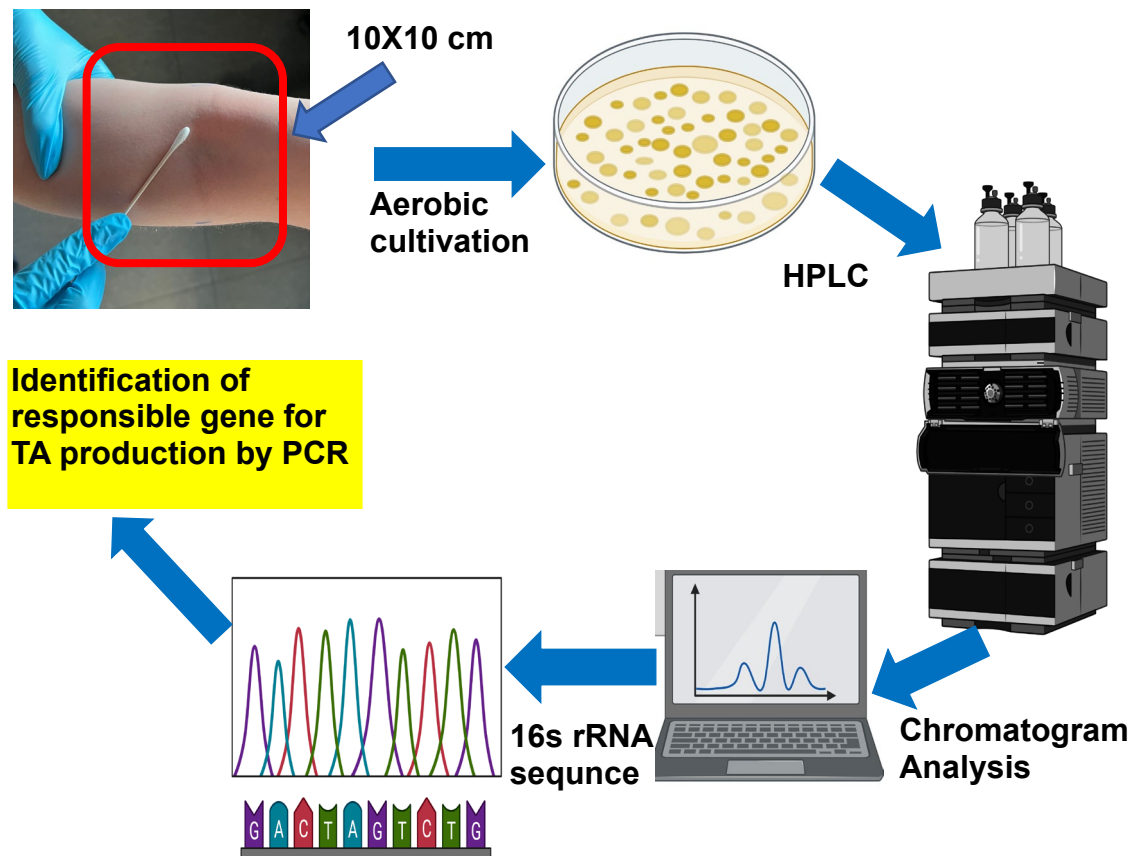 10X10 cm
Aerobic
cultivation
HPLC
Chromatogram
Analysis
16s rRNA
sequnce
G A C T A G T C T G
Identification of
responsible gene for
TA production by PCR